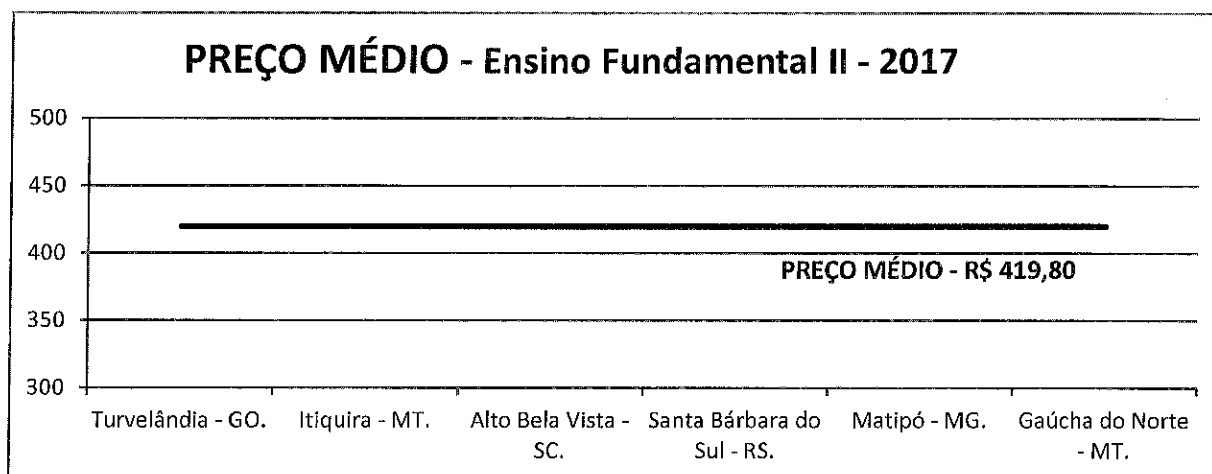 PREÇO MÉDIO - Ensino Fundamental II - 2017
500
450
400
350
300
PREÇO MÉDIO - R$ 419,80
Turvelândia - GO.
Itiquira - MT.
Alto Bela Vista -
SC.
Santa Bárbara do
Sul - RS.
Matipó - MG.
Gaúcha do Norte
- MT.